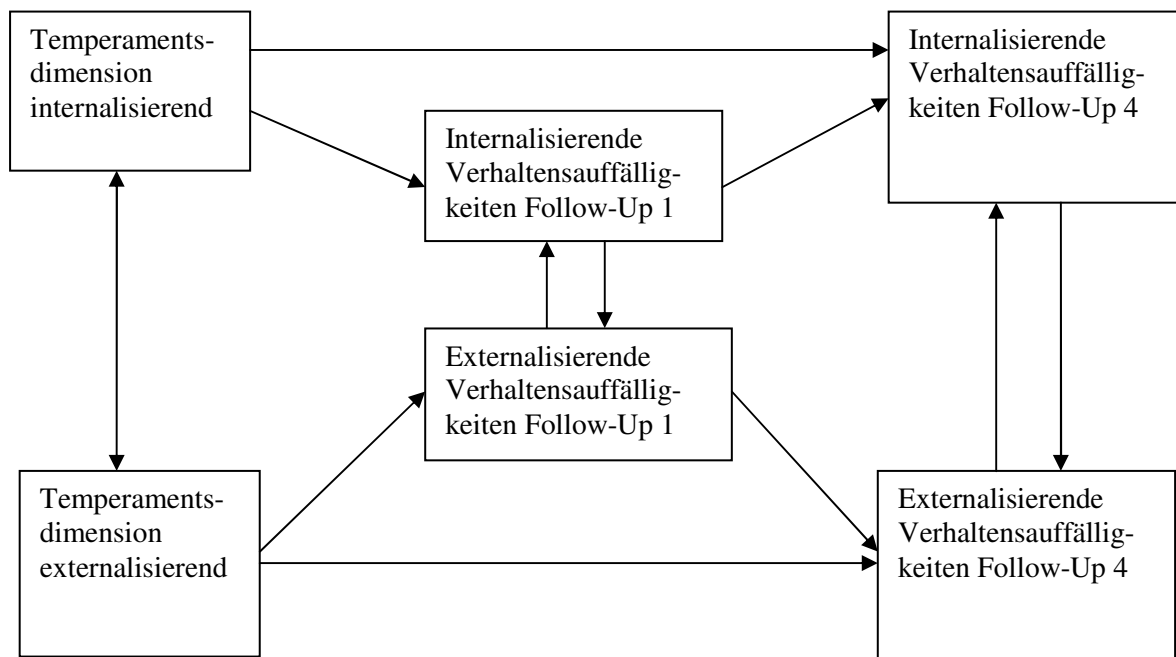 Temperaments-
dimension
internalisierend
Internalisierende
Verhaltensauffällig-
keiten Follow-Up 1
Internalisierende
Verhaltensauffällig-
keiten Follow-Up 4
Externalisierende
Verhaltensauffällig-
keiten Follow-Up 1
Temperaments-
dimension
externalisierend
Externalisierende
Verhaltensauffällig-
keiten Follow-Up 4